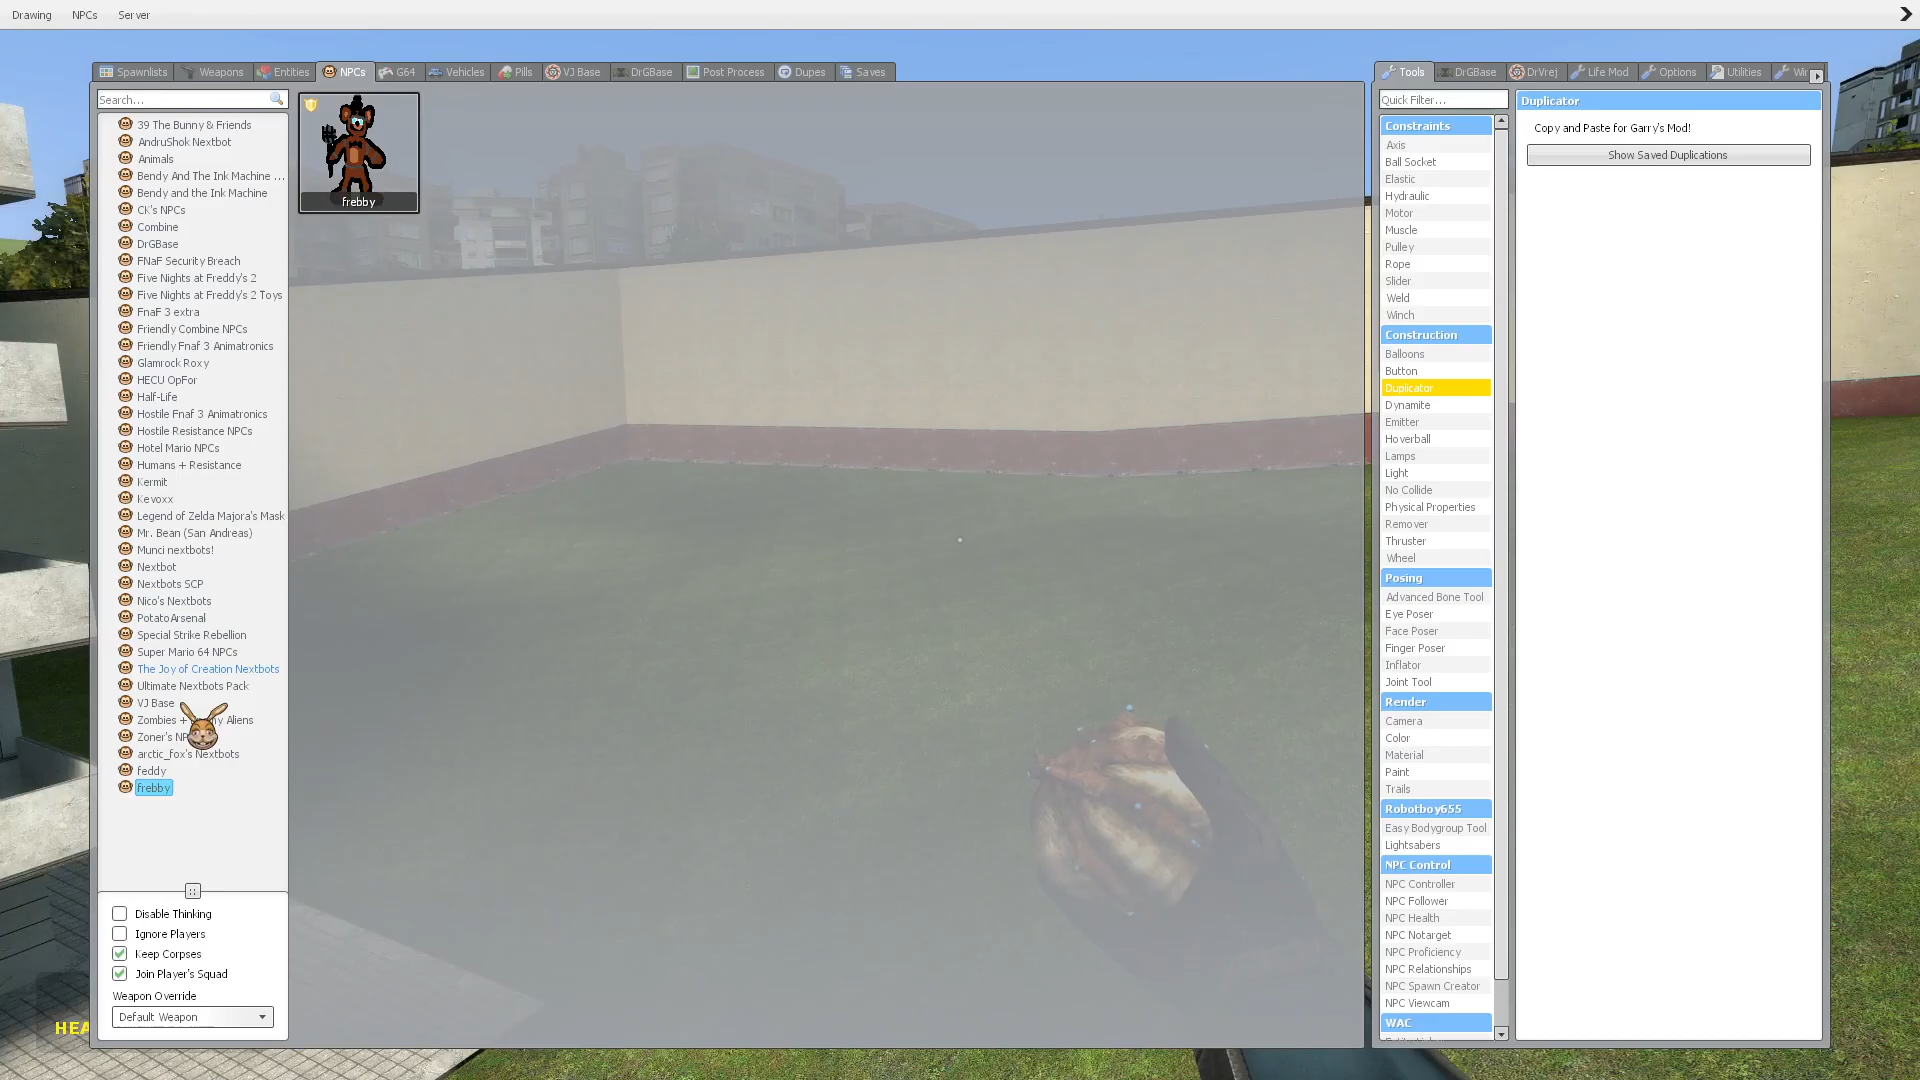 Drawing NPCs Server
Spawnlists Weapons Entities NPCs G64 Vehicles Pills VJ Base DrGBase Post Process Dupes Saves
Search...
39 The Bunny & Friends
AndruShok Nextbot
Animals
Bendy And The Ink Machine ...
Bendy and the Ink Machine
CK's NPCs
Combine
DrGBase
FNaF Security Breach
Five Nights at Freddy's 2
Five Nights at Freddy's 2 Toys
FnaF 3 extra
Friendly Combine NPCs
Friendly Fnaf 3 Animatronics
Glamrock Roxy
HECU OpFor
Half-Life
Hostile Fnaf 3 Animatronics
Hostile Resistance NPCs
Hotel Mario NPCs
Humans + Resistance
Kermit
Kevoxx
Legend of Zelda Majora's Mask
Mr. Bean (San Andreas)
Munci nextbots!
Nextbot
Nextbots SCP
Nico's Nextbots
PotatoArsenal
Special Strike Rebellion
Super Mario 64 NPCs
The Joy of Creation Nextbots
Ultimate Nextbots Pack
VJ Base
Zombies + Aliens
Zoner's
arctic_fox's Nextbots
feddy
frebby
Disable Thinking
Ignore Players
Keep Corpses
Join Player's Squad
Weapon Override
Default Weapon
HEA
frebby
Tools DrGBase DrVrej Life Mod Options Utilities Wi
Quick Filter...
Constraints
Axis
Ball Socket
Elastic
Hydraulic
Motor
Muscle
Pulley
Rope
Slider
Weld
Winch
Construction
Balloons
Button
Duplicator
Dynamite
Emitter
Hoverball
Lamps
Light
No Collide
Physical Properties
Remover
Thruster
Wheel
Posing
Advanced Bone Tool
Eye Poser
Face Poser
Finger Poser
Inflator
Joint Tool
Render
Camera
Color
Material
Paint
Trails
Robotboy655
Easy Bodygroup Tool
Lightsabers
NPC Control
NPC Controller
NPC Follower
NPC Health
NPC Notarget
NPC Proficiency
NPC Relationships
NPC Spawn Creator
NPC Viewcam
WAC
Duplicator
Copy and Paste for Garry's Mod!
Show Saved Duplications